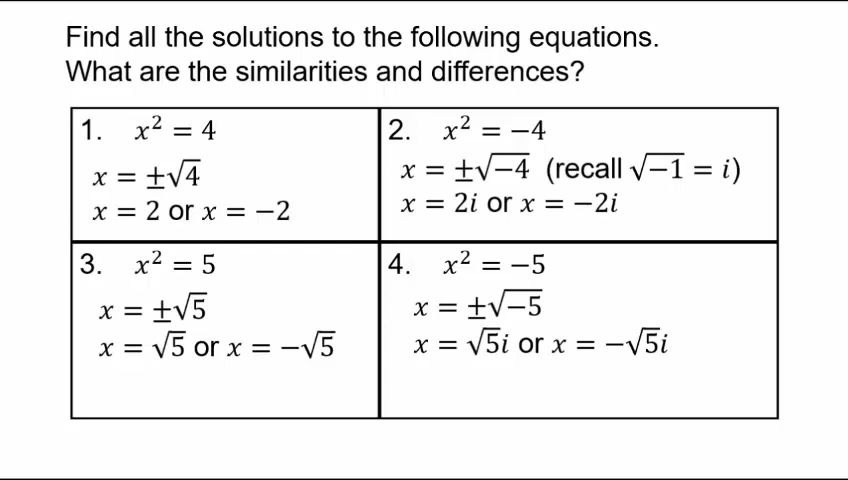 Find all the solutions to the following equations.
What are the similarities and differences?
1. x² = 4
x = ±√4
x = 2 or x = −2
2. x² = −4
x = ±√−4 (recall √−1 = i)
x = 2i or x = −2i
3. x² = 5
x = ±√5
x = √5 or x = −√5
4. x² = −5
x = ±√−5
x = √5i or x = −√5i